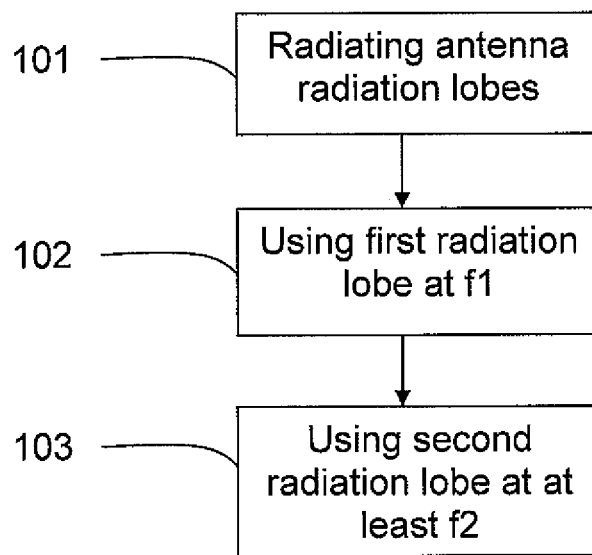 101
Radiating antenna
radiation lobes
102
Using first radiation
lobe at f1
103
Using second
radiation lobe at at
least f2